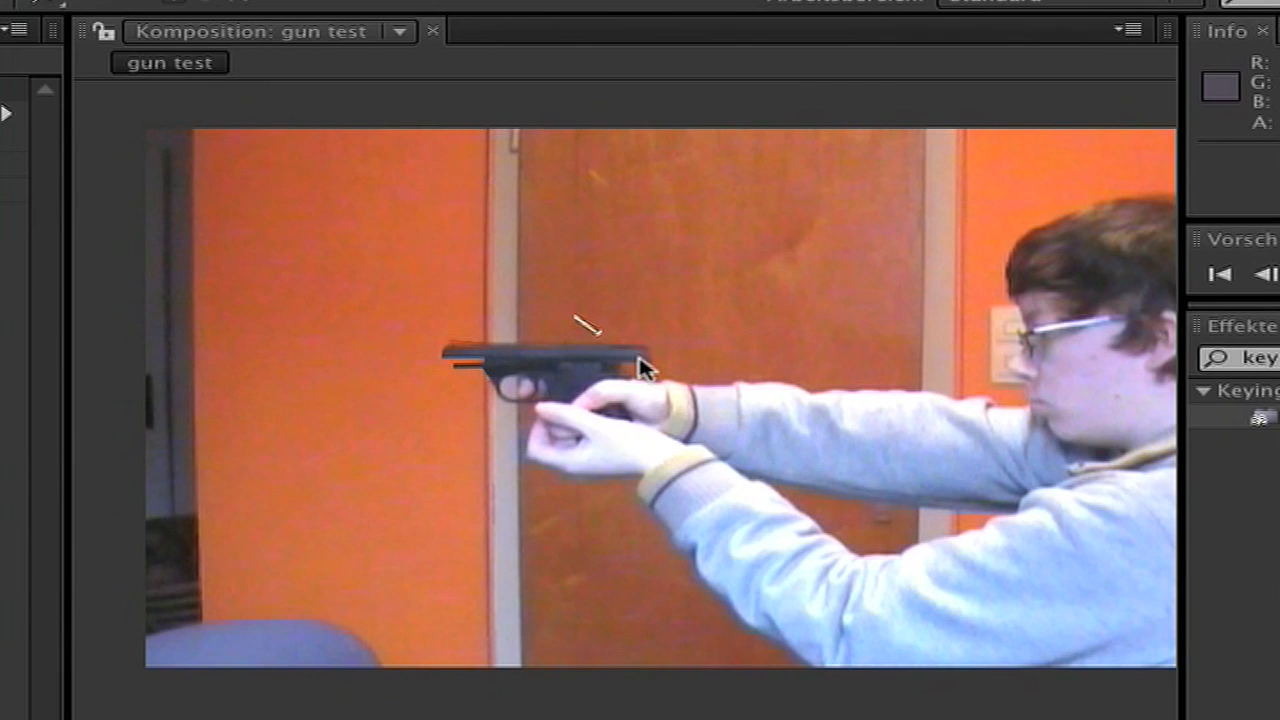 Komposition: gun test
gun test
Info
R:
G:
B:
A:
Vorsch
Effekte
key
Keying